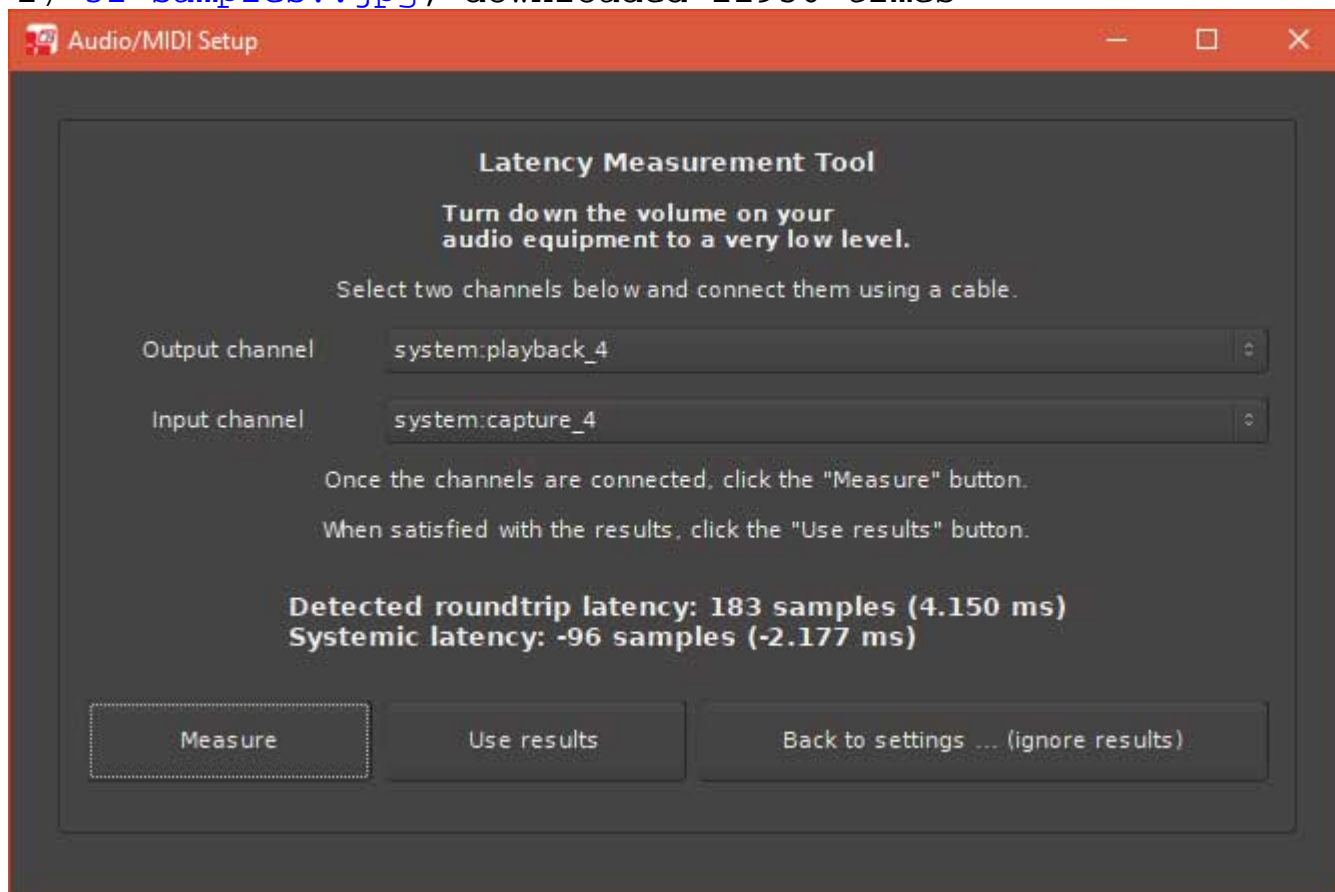 Audio/MIDI Setup
Latency Measurement Tool
Turn down the volume on your
audio equipment to a very low level.
Select two channels below and connect them using a cable.
Output channel system:playback_4
Input channel system:capture_4
Once the channels are connected, click the "Measure" button.
When satisfied with the results, click the "Use results" button.
Detected roundtrip latency: 183 samples (4.150 ms)
Systemic latency: -96 samples (-2.177 ms)
Measure Use results Back to settings ... (ignore results)